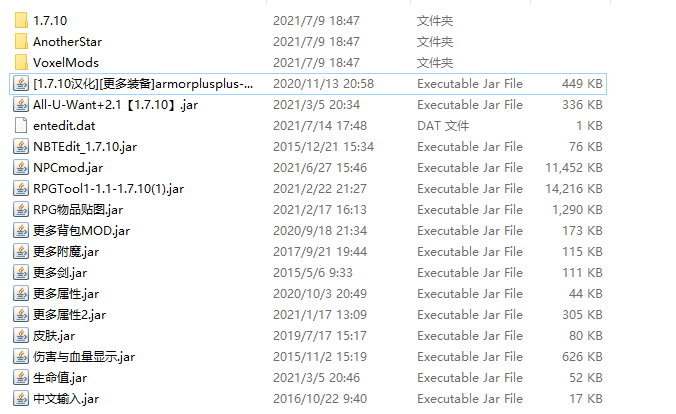 1.7.10 2021/7/9 18:47 文件夹
AnotherStar 2021/7/9 18:47 文件夹
VoxelMods 2021/7/9 18:47 文件夹
[1.7.10汉化][更多装备]armorplusplus-... 2020/11/13 20:58 Executable Jar File 449 KB
All-U-Want+2.1【1.7.10】.jar 2021/3/5 20:34 Executable Jar File 336 KB
entedit.dat 2021/7/14 17:48 DAT 文件 1 KB
NBTEdit_1.7.10.jar 2015/12/21 15:34 Executable Jar File 76 KB
NPCmod.jar 2021/6/27 15:46 Executable Jar File 11,452 KB
RPGTool1-1.1-1.7.10(1).jar 2021/2/22 21:27 Executable Jar File 14,216 KB
RPG物品贴图.jar 2021/2/17 16:13 Executable Jar File 1,290 KB
更多背包MOD.jar 2020/9/18 21:34 Executable Jar File 173 KB
更多附魔.jar 2017/9/21 19:44 Executable Jar File 115 KB
更多剑.jar 2015/5/6 9:33 Executable Jar File 111 KB
更多属性.jar 2020/10/3 20:49 Executable Jar File 44 KB
更多属性2.jar 2021/1/17 13:09 Executable Jar File 305 KB
皮肤.jar 2019/7/17 15:17 Executable Jar File 80 KB
伤害与血量显示.jar 2015/11/2 15:19 Executable Jar File 626 KB
生命值.jar 2021/3/5 20:46 Executable Jar File 52 KB
中文输入.jar 2016/10/22 9:40 Executable Jar File 17 KB